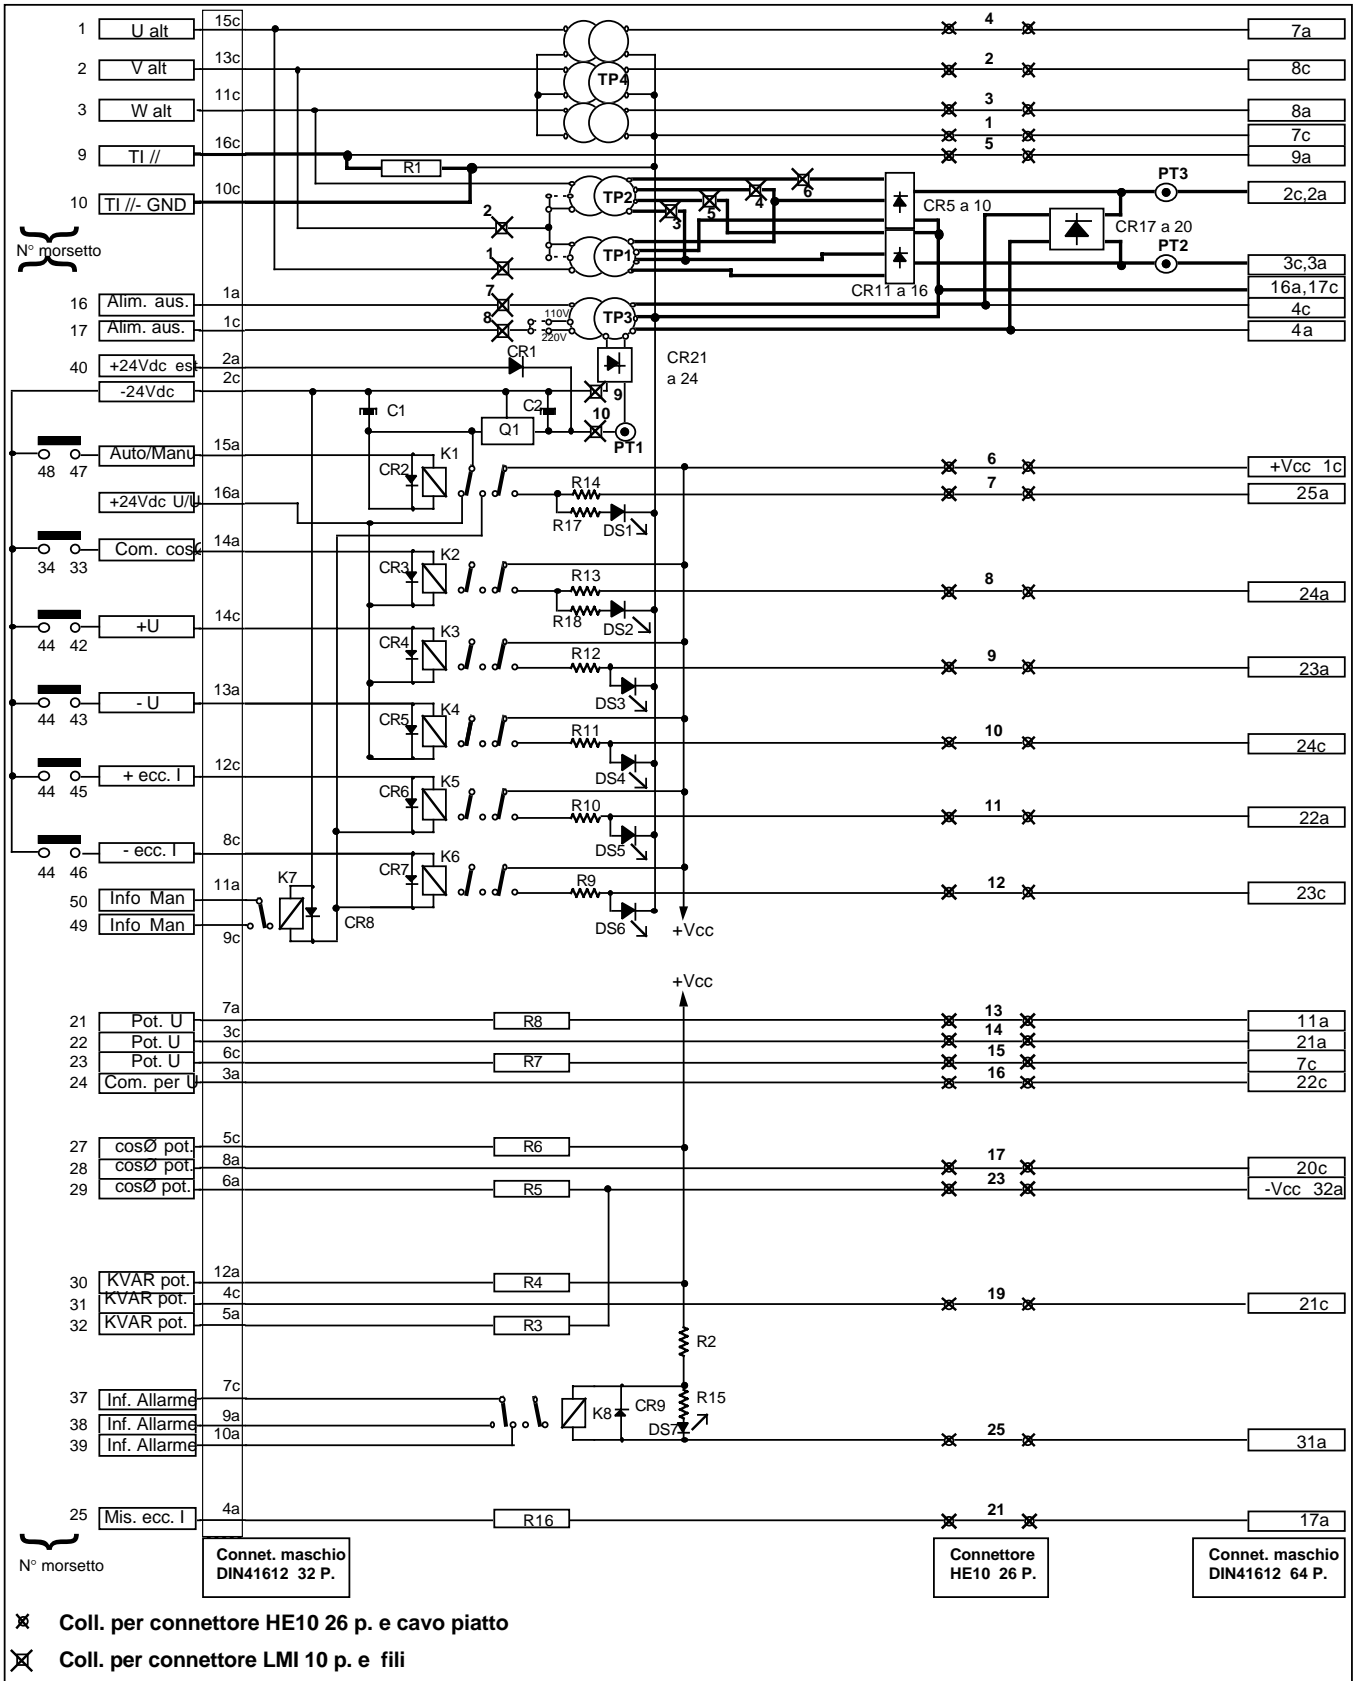 1 U alt 15c 4 7a
2 V alt 13c TP4 2 8c
3 W alt 11c 3 8a
1 7c
9 TI // 16c R1 5 9a
10 TI //- GND 10c 2 TP2 3 5 4 6 CR5 a 10 PT3 2c,2a
N° morsetto
CR17 a 20
1 TP1 PT2 3c,3a
CR11 a 16 16a,17c
16 Alim. aus. 1a 7 110V TP3 4c
17 Alim. aus. 1c 8 220V 4a
40 +24Vdc est 2a CR1 CR21 a 24
-24Vdc 2c 9
C1 C2 Q1 10 PT1
48 47 Auto/Manu 15a CR2 K1 6 +Vcc 1c
+24Vdc U/U 16a R14 7 25a
R17 DS1
34 33 Com. cos 14a CR3 K2 R13 8 24a
R18 DS2
44 42 +U 14c CR4 K3 R12 9 23a
DS3
44 43 - U 13a CR5 K4 R11 10 24c
DS4
44 45 + ecc. I 12c CR6 K5 R10 11 22a
DS5
44 46 - ecc. I 8c CR7 K6 R9 12 23c
DS6 +Vcc
50 Info Man 11a K7
49 Info Man 9c CR8
+Vcc
21 Pot. U 7a R8 13 11a
22 Pot. U 3c 14 21a
23 Pot. U 6c R7 15 7c
24 Com. per U 3a 16 22c
27 cosØ pot. 5c R6
28 cosØ pot. 8a 17 20c
29 cosØ pot. 6a R5 23 -Vcc 32a
30 KVAR pot. 12a R4
31 KVAR pot. 4c 19 21c
32 KVAR pot. 5a R3
R2
37 Inf. Allarme 7c R15
38 Inf. Allarme 9a K8 CR9 DS7
39 Inf. Allarme 10a 25 31a
25 Mis. ecc. I 4a R16 21 17a
N° morsetto
Connet. maschio
DIN41612 32 P.
Connettore
HE10 26 P.
Connet. maschio
DIN41612 64 P.
Coll. per connettore HE10 26 p. e cavo piatto
Coll. per connettore LMI 10 p. e fili